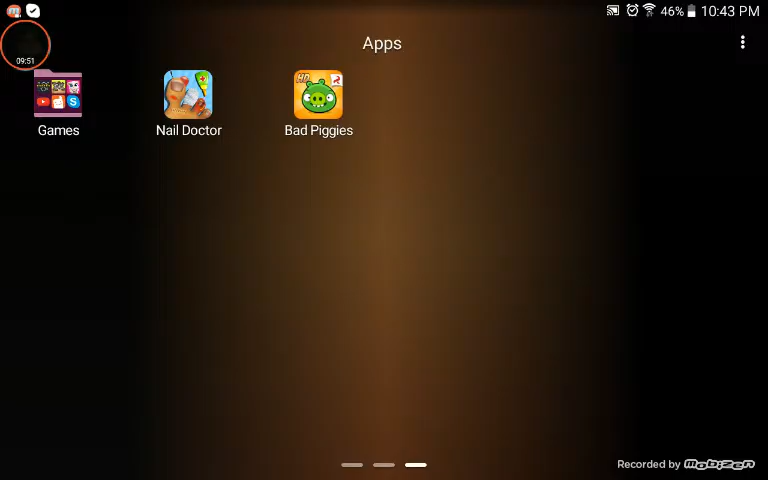 46% 10:43 PM
09:51
Apps
HD
Games
Nail Doctor
Bad Piggies
Recorded by mobizen